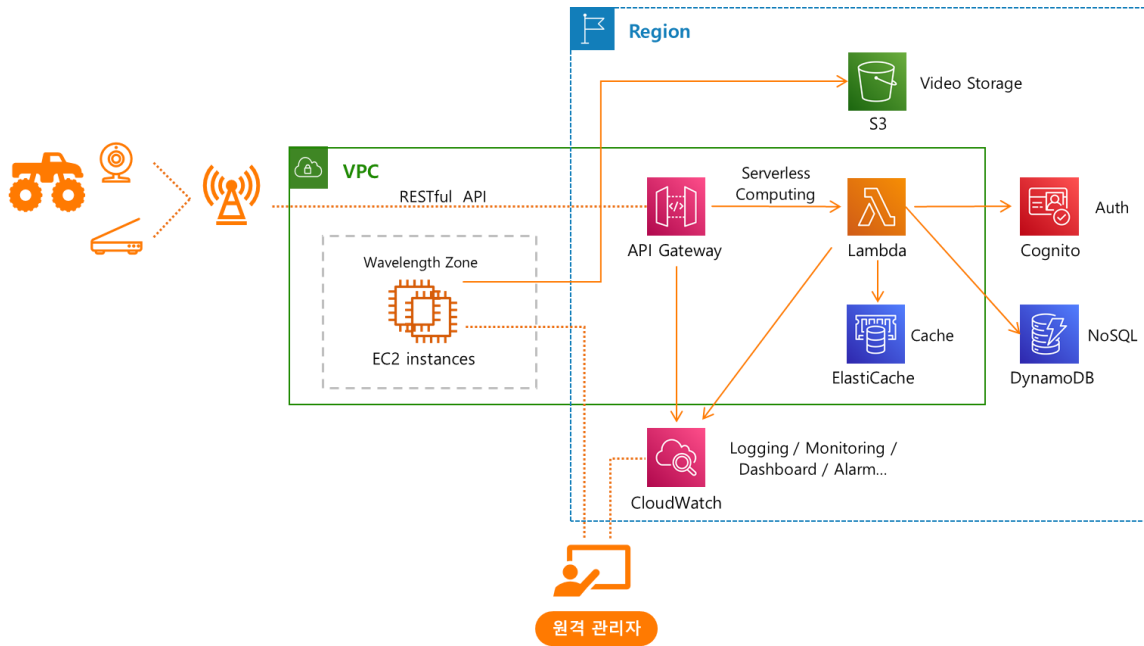 Region
Video Storage
S3
VPC
RESTful API
Serverless
Computing
API Gateway
Lambda
Auth
Cognito
Wavelength Zone
EC2 instances
Cache
ElastiCache
NoSQL
DynamoDB
Logging / Monitoring /
Dashboard / Alarm...
CloudWatch
원격 관리자